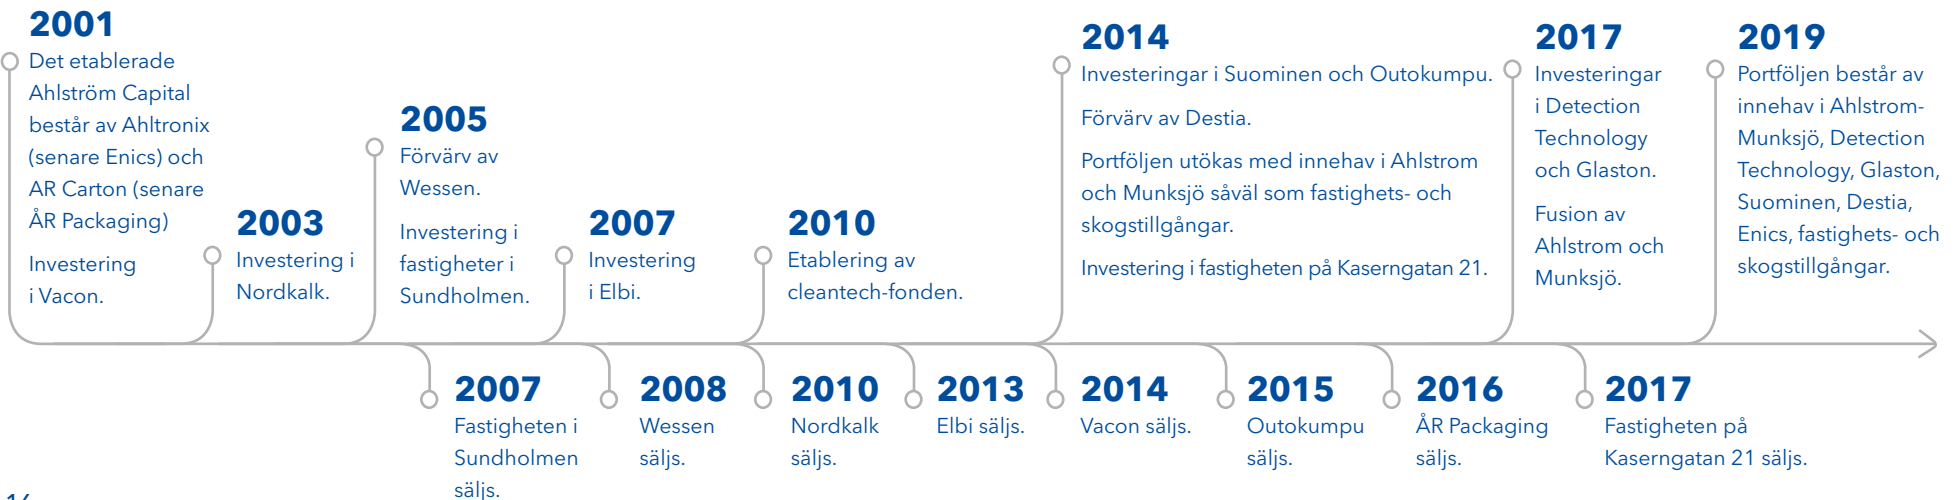 2001
Det etablerade
Ahlström Capital
består av Ahltronix
(senare Enics) och
AR Carton (senare
ÅR Packaging)
Investering
i Vacon.
2003
Investering i
Nordkalk.
2005
Förvärv av
Wessen.
Investering i
fastigheter i
Sundholmen.
2007
Investering
i Elbi.
2010
Etablering av
cleantech-fonden.
2014
Investeringar i Suominen och Outokumpu.
Förvärv av Destia.
Portföljen utökas med innehav i Ahlstrom
och Munksjö såväl som fastighets- och
skogstillgångar.
Investering i fastigheten på Kaserngatan 21.
2017
Investeringar
i Detection
Technology
och Glaston.
Fusion av
Ahlstrom och
Munksjö.
2019
Portföljen består av
innehav i Ahlstrom-
Munksjö, Detection
Technology, Glaston,
Suominen, Destia,
Enics, fastighets- och
skogstillgångar.
2007
Fastigheten i
Sundholmen
säljs.
2008
Wessen
säljs.
2010
Nordkalk
säljs.
2013
Elbi säljs.
2014
Vacon säljs.
2015
Outokumpu
säljs.
2016
ÅR Packaging
säljs.
2017
Fastigheten på
Kaserngatan 21 säljs.